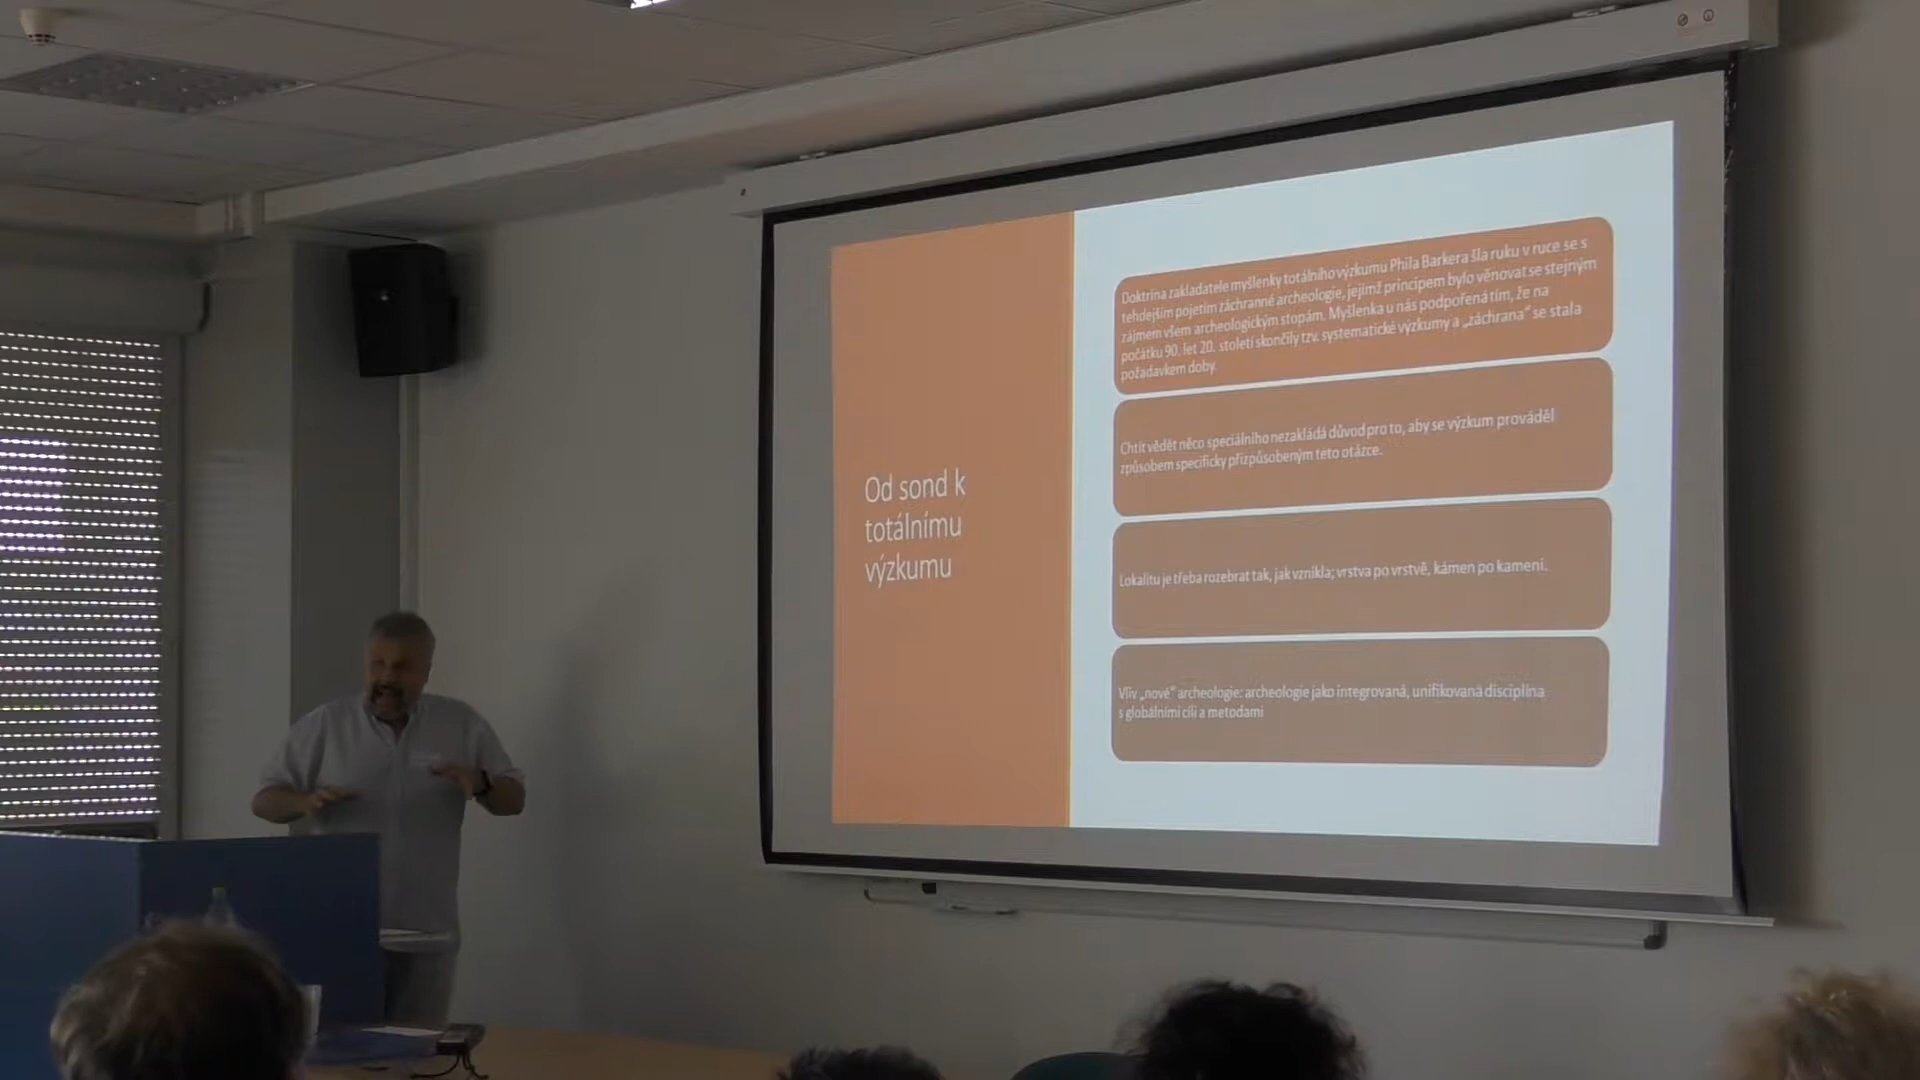 Od sond k
totálnímu
výzkumu
Doktrína zakladatele myšlenky totálního výzkumu Phila Barkera šla ruku v ruce se s
tehdejším pojetím záchranné archeologie, jejímž principem bylo věnovat se stejným
zájmem všem archeologickým stopám. Myšlenka u nás podpořená tím, že na
počátku 90. let 20. století skončily tzv. systematické výzkumy a „záchrana“ se stala
požadavkem doby.
Chtít vědět něco speciálního nezakládá důvod pro to, aby se výzkum prováděl
způsobem specificky přizpůsobeným této otázce.
Lokalitu je třeba rozebrat tak, jak vznikla; vrstva po vrstvě, kámen po kameni.
Vliv „nové“ archeologie: archeologie jako integrovaná, unifikovaná disciplína
s globálními cíli a metodami